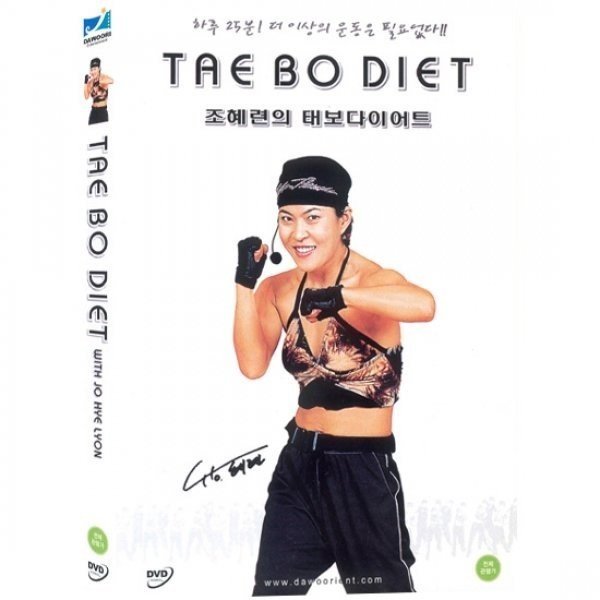 DAWOORI
TAE BO DIET
WITH JO HYE LYON
전체
관람가
DVD
하루 25분! 더 이상의 운동은 필요없다!!
TAE BO DIET
조혜련의 태보다이어트
DVD
www.dawoorient.com
전체
관람가